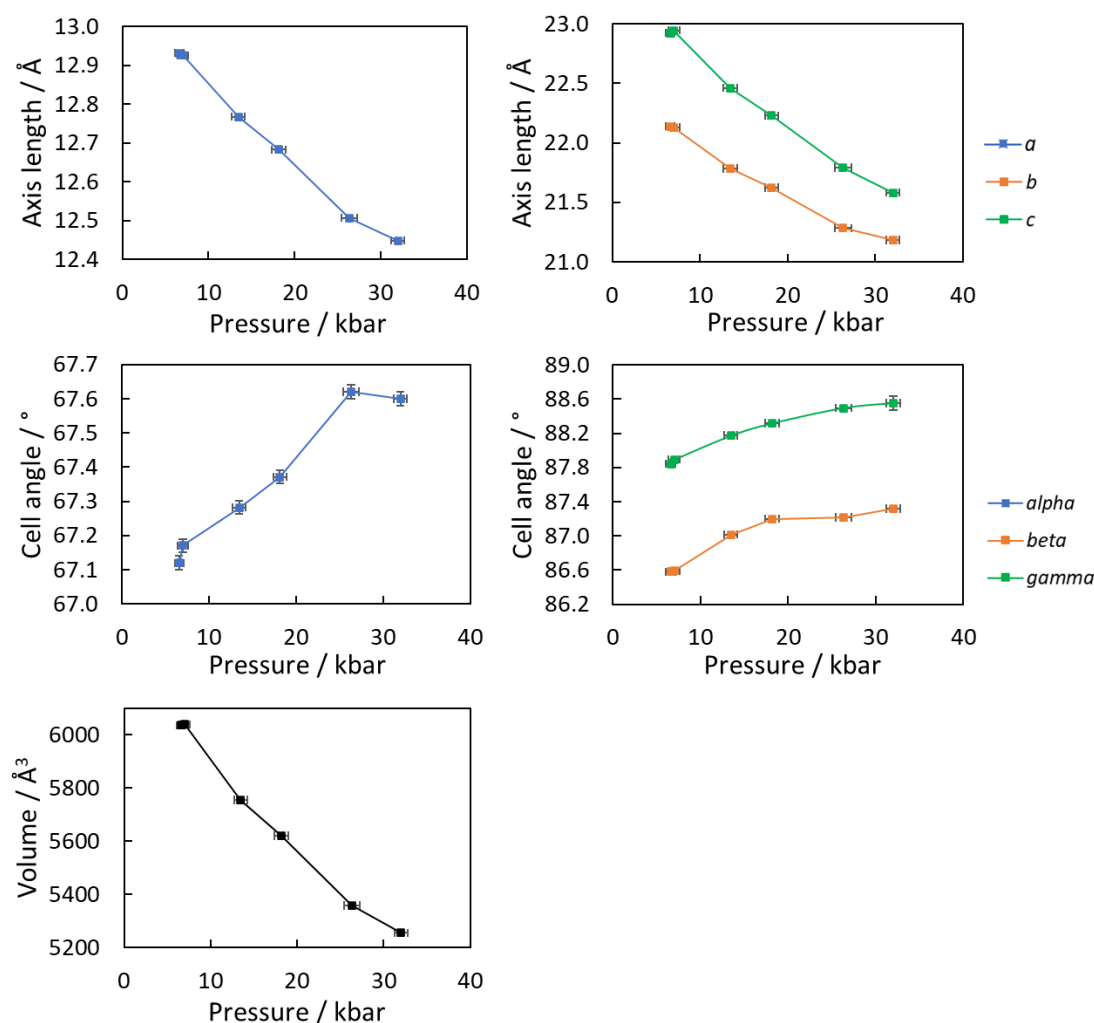 13.0
12.9
12.8
12.7
12.6
12.5
12.4
Axis length / Å
0 10 20 30 40
Pressure / kbar
23.0
22.5
22.0
21.5
21.0
Axis length / Å
0 10 20 30 40
Pressure / kbar
a
b
c
67.7
67.6
67.5
67.4
67.3
67.2
67.1
67.0
Cell angle / °
0 10 20 30 40
Pressure / kbar
89.0
88.6
88.2
87.8
87.4
87.0
86.6
86.2
Cell angle / °
0 10 20 30 40
Pressure / kbar
alpha
beta
gamma
6000
5800
5600
5400
5200
Volume / Å³
0 10 20 30 40
Pressure / kbar